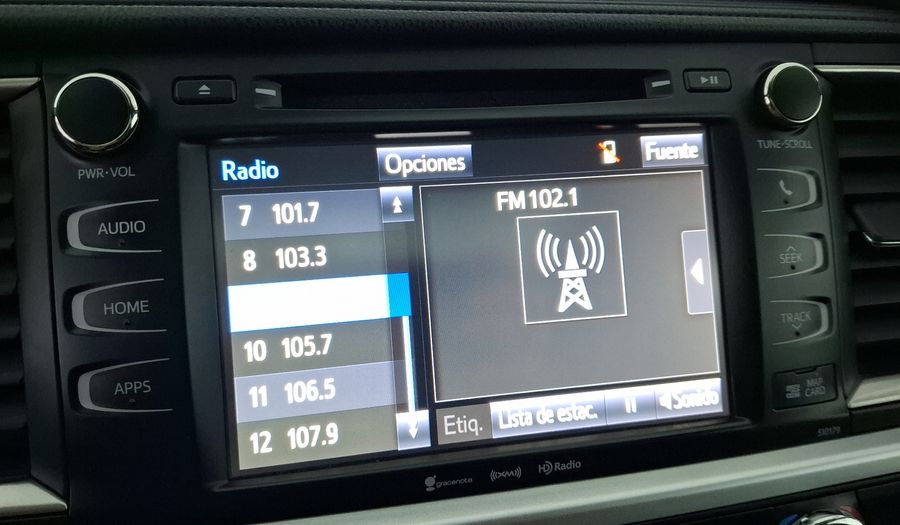 PWR•VOL
AUDIO
HOME
APPS
Radio
Opciones
Fuente
7 101.7
8 103.3
10 105.7
11 106.5
12 107.9
FM 102.1
Etiq.
Lista de estac.
Sonido
TUNE•SCROLL
SEEK
TRACK
MAP CARD
510179
gracenote
((XM))
HD Radio